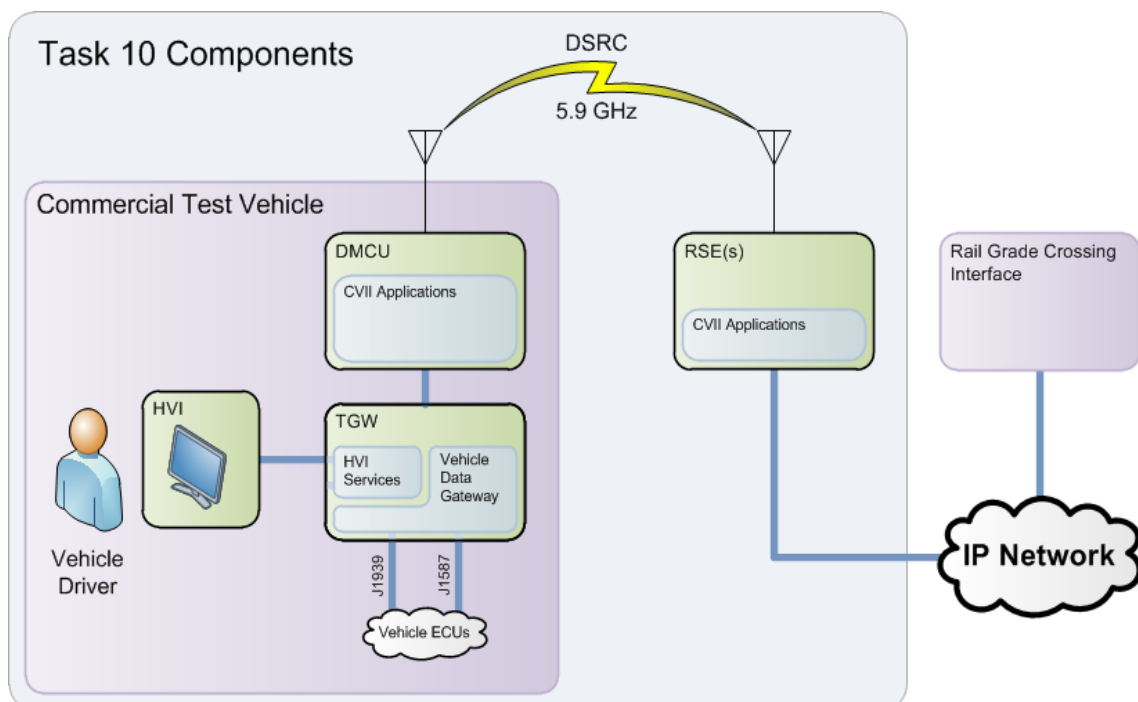 Task 10 Components
DSRC
5.9 GHz
Commercial Test Vehicle
DMCU
CVII Applications
RSE(s)
CVII Applications
Rail Grade Crossing
Interface
HVI
TGW
HVI
Services
Vehicle
Data
Gateway
Vehicle
Driver
J1939
J1587
Vehicle ECUs
IP Network